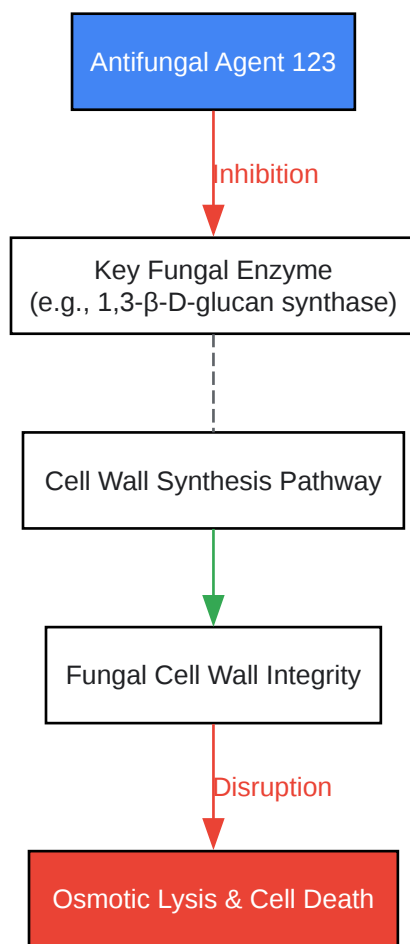 Antifungal Agent 123
Inhibition
Key Fungal Enzyme
(e.g., 1,3-β-D-glucan synthase)
Cell Wall Synthesis Pathway
Fungal Cell Wall Integrity
Disruption
Osmotic Lysis & Cell Death